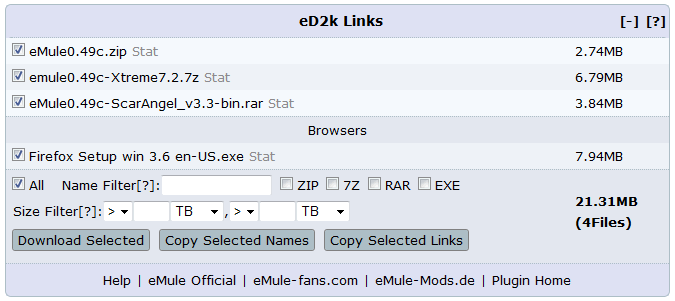 eD2k Links [-] [?]
eMule0.49c.zip Stat 2.74MB
emule0.49c-Xtreme7.2.7z Stat 6.79MB
eMule0.49c-ScarAngel_v3.3-bin.rar Stat 3.84MB
Browsers
Firefox Setup win 3.6 en-US.exe Stat 7.94MB
All Name Filter[?]: ZIP 7Z RAR EXE
Size Filter[?]: > TB , > TB
21.31MB
(4Files)
Download Selected Copy Selected Names Copy Selected Links
Help | eMule Official | eMule-fans.com | eMule-Mods.de | Plugin Home